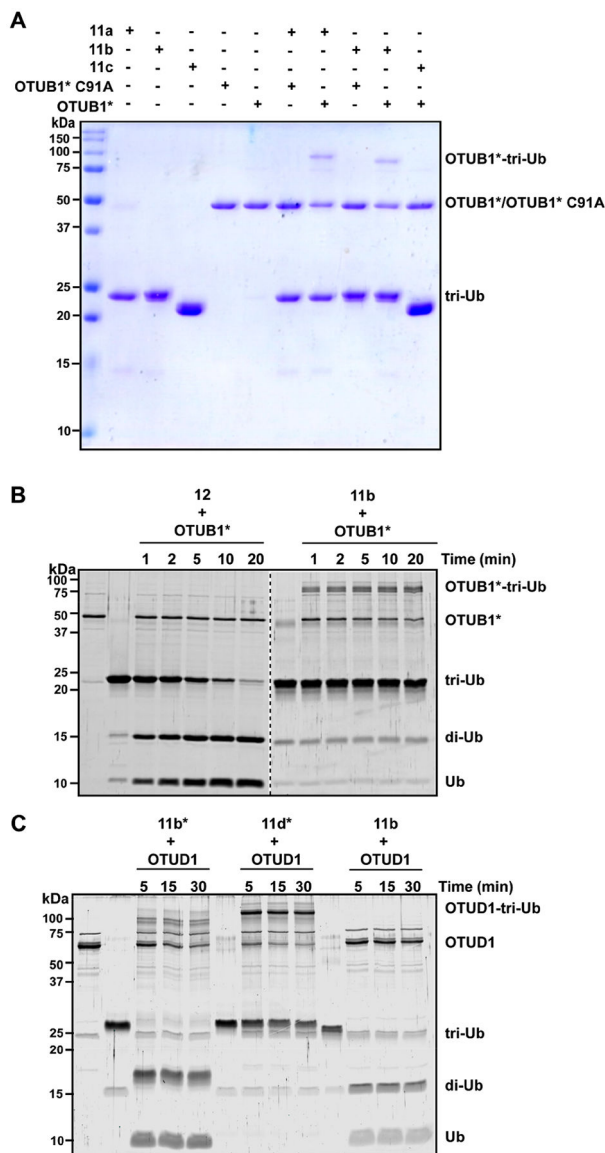 A
11a + - - - - + + - - -
11b - + - - - - - + + -
11c - - + - - - - - - +
OTUB1* C91A - - - + - + - + - -
OTUB1* - - - - + - + - + +
kDa
150
100
75
50
37
25
20
15
10
OTUB1*-tri-Ub
OTUB1*/OTUB1* C91A
tri-Ub
B
12 11b
+ +
OTUB1* OTUB1*
1 2 5 10 20 1 2 5 10 20 Time (min)
kDa
100
75
50
37
25
20
15
10
OTUB1*-tri-Ub
OTUB1*
tri-Ub
di-Ub
Ub
C
11b* 11d* 11b
+ + +
OTUD1 OTUD1 OTUD1
5 15 30 5 15 30 5 15 30 Time (min)
kDa
100
75
50
37
25
20
15
10
OTUD1-tri-Ub
OTUD1
tri-Ub
di-Ub
Ub